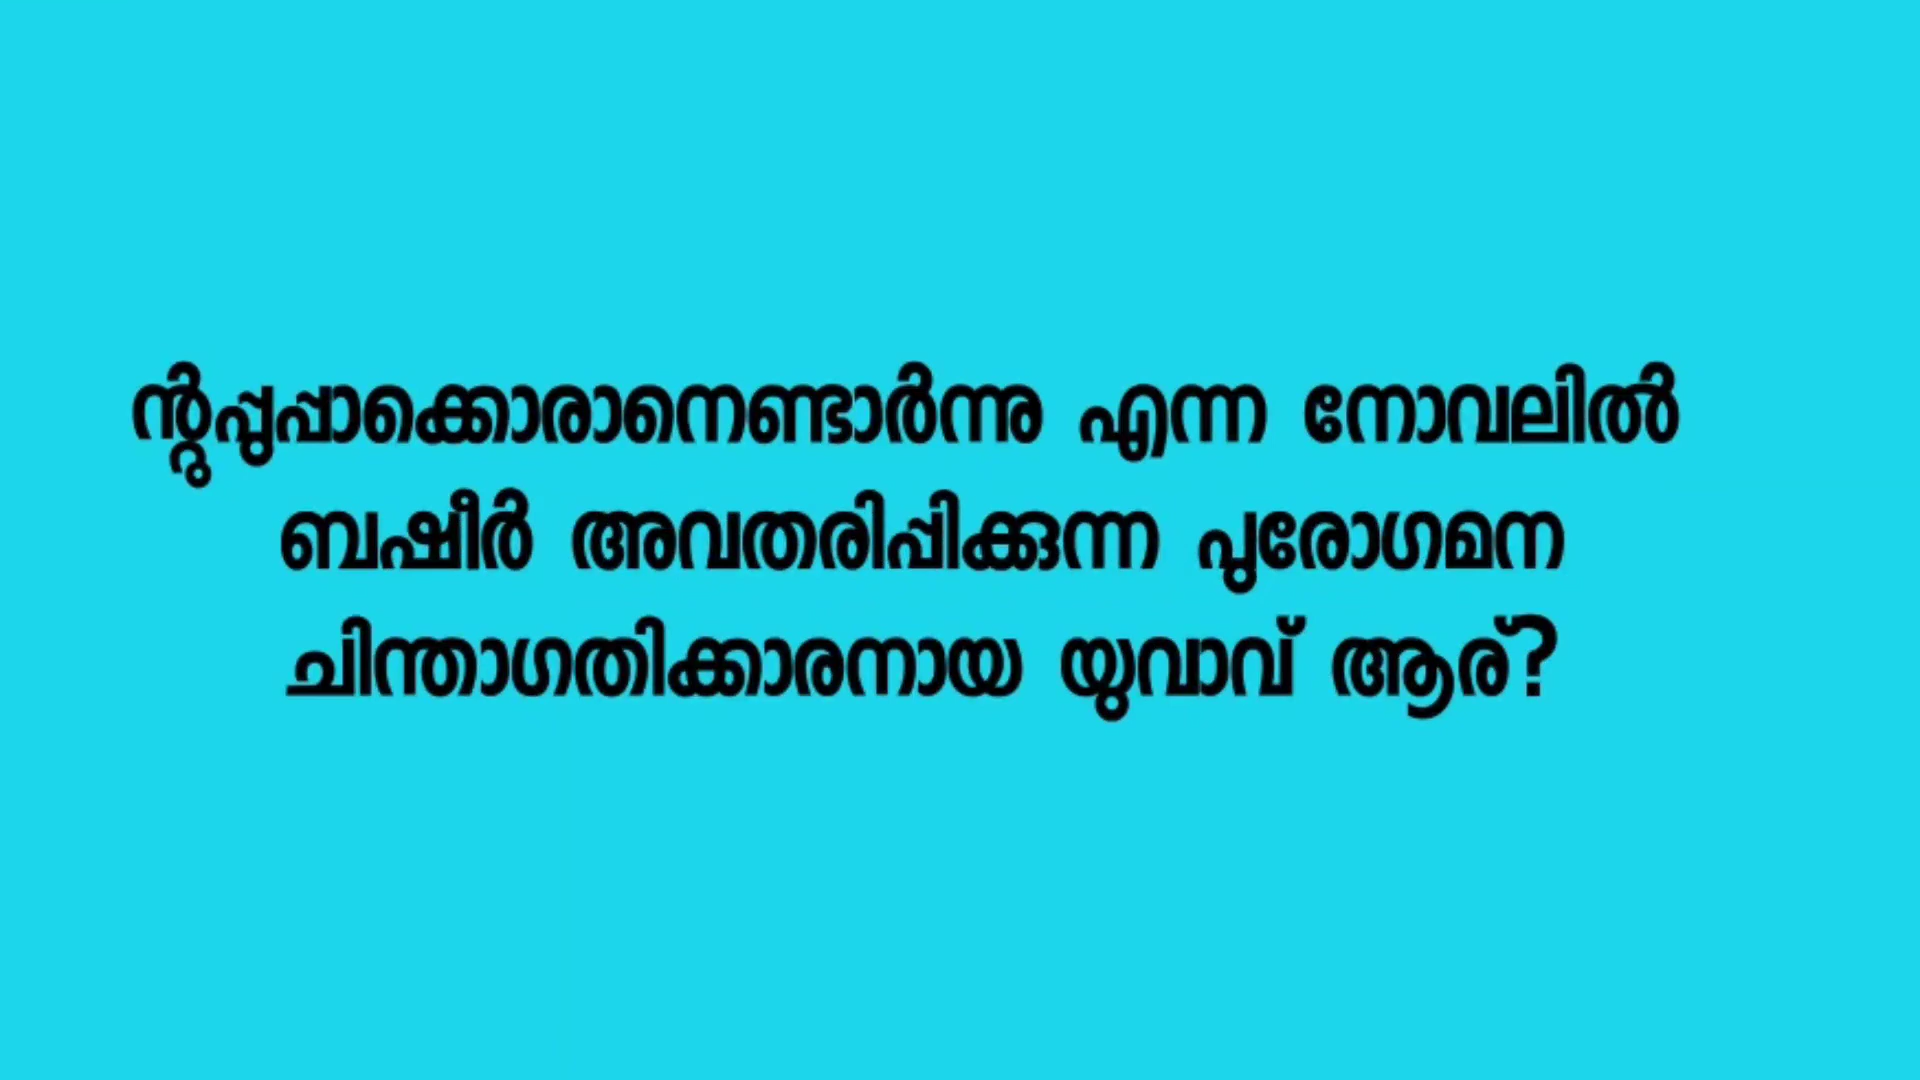 ന്റുപ്പുപ്പാക്കൊരാനെണ്ടാർന്നു എന്ന നോവലിൽ
ബഷീർ അവതരിപ്പിക്കുന്ന പുരോഗമന
ചിന്താഗതിക്കാരനായ യുവാവ് ആര്?